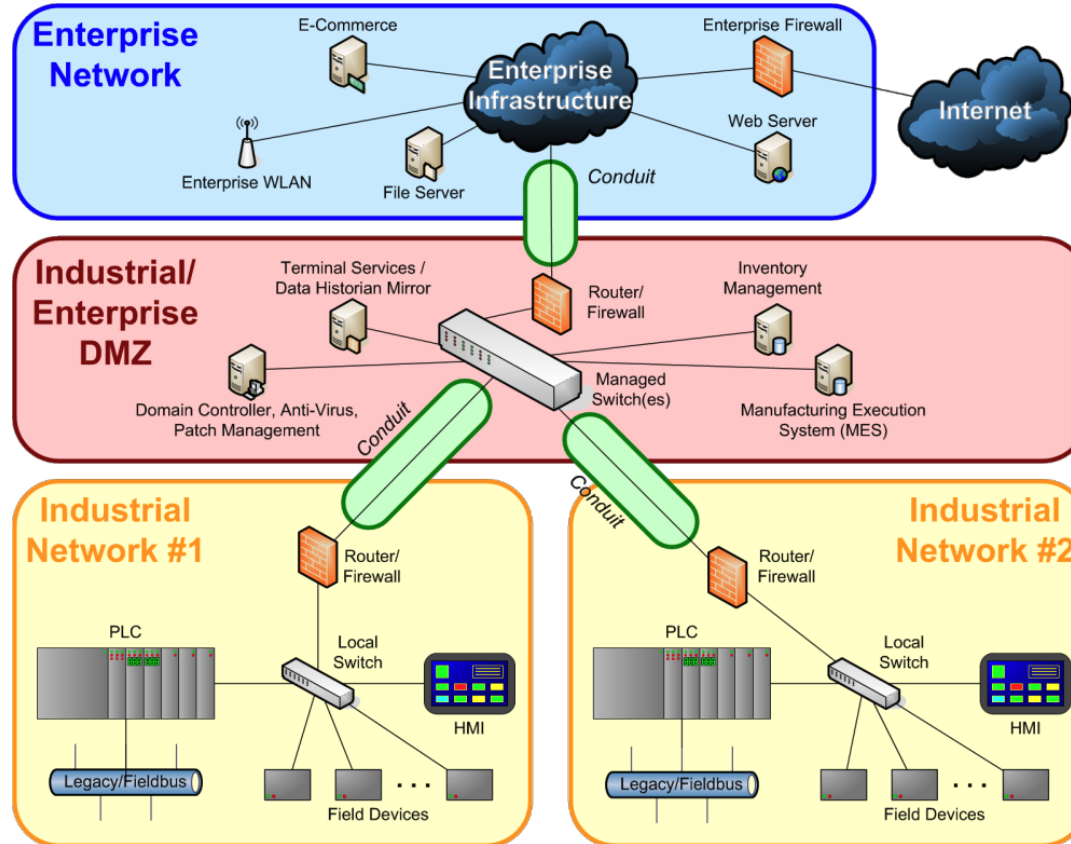 Enterprise
Network
E-Commerce
Enterprise Firewall
Enterprise
Infrastructure
Internet
Web Server
Enterprise WLAN
File Server
Conduit
Industrial/
Enterprise
DMZ
Terminal Services /
Data Historian Mirror
Router/
Firewall
Inventory
Management
Managed
Switch(es)
Domain Controller, Anti-Virus,
Patch Management
Manufacturing Execution
System (MES)
Conduit
Conduit
Industrial
Network #1
Router/
Firewall
PLC
Local
Switch
HMI
Legacy/Fieldbus
Field Devices
Industrial
Network #2
Router/
Firewall
PLC
Local
Switch
HMI
Legacy/Fieldbus
Field Devices